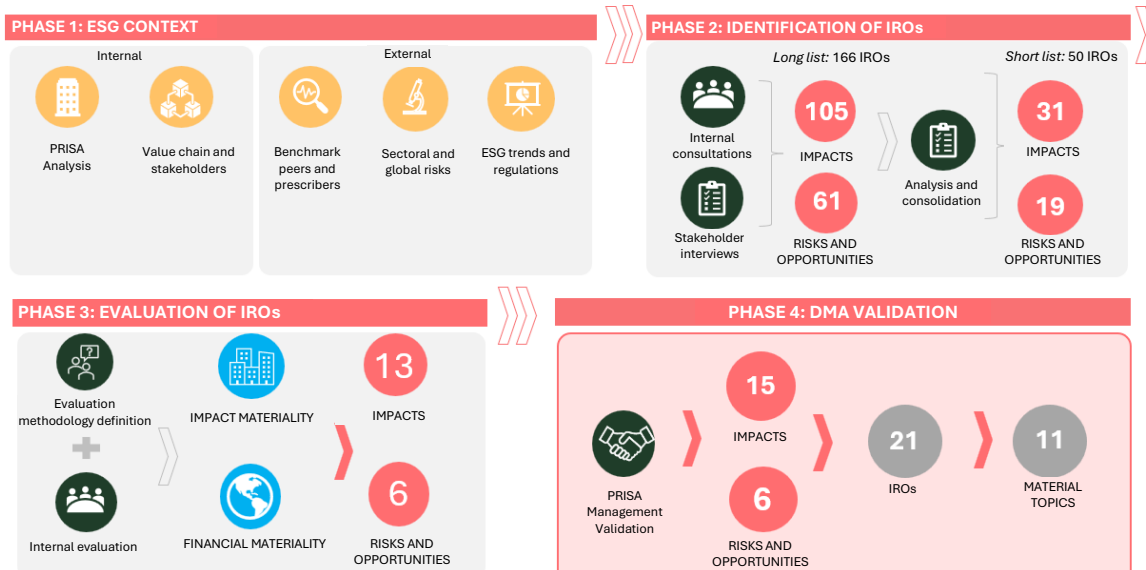 PHASE 1: ESG CONTEXT
Internal
PRISA
Analysis
Value chain and
stakeholders
External
Benchmark
peers and
prescribers
Sectoral and
global risks
ESG trends and
regulations
PHASE 2: IDENTIFICATION OF IROs
Long list: 166 IROs
Short list: 50 IROs
Internal
consultations
Stakeholder
interviews
105
IMPACTS
61
RISKS AND
OPPORTUNITIES
Analysis and
consolidation
31
IMPACTS
19
RISKS AND
OPPORTUNITIES
PHASE 3: EVALUATION OF IROs
?
Evaluation
methodology definition
Internal evaluation
IMPACT MATERIALITY
FINANCIAL MATERIALITY
13
IMPACTS
6
RISKS AND
OPPORTUNITIES
PHASE 4: DMA VALIDATION
PRISA
Management
Validation
15
IMPACTS
6
RISKS AND
OPPORTUNITIES
21
IROs
11
MATERIAL
TOPICS